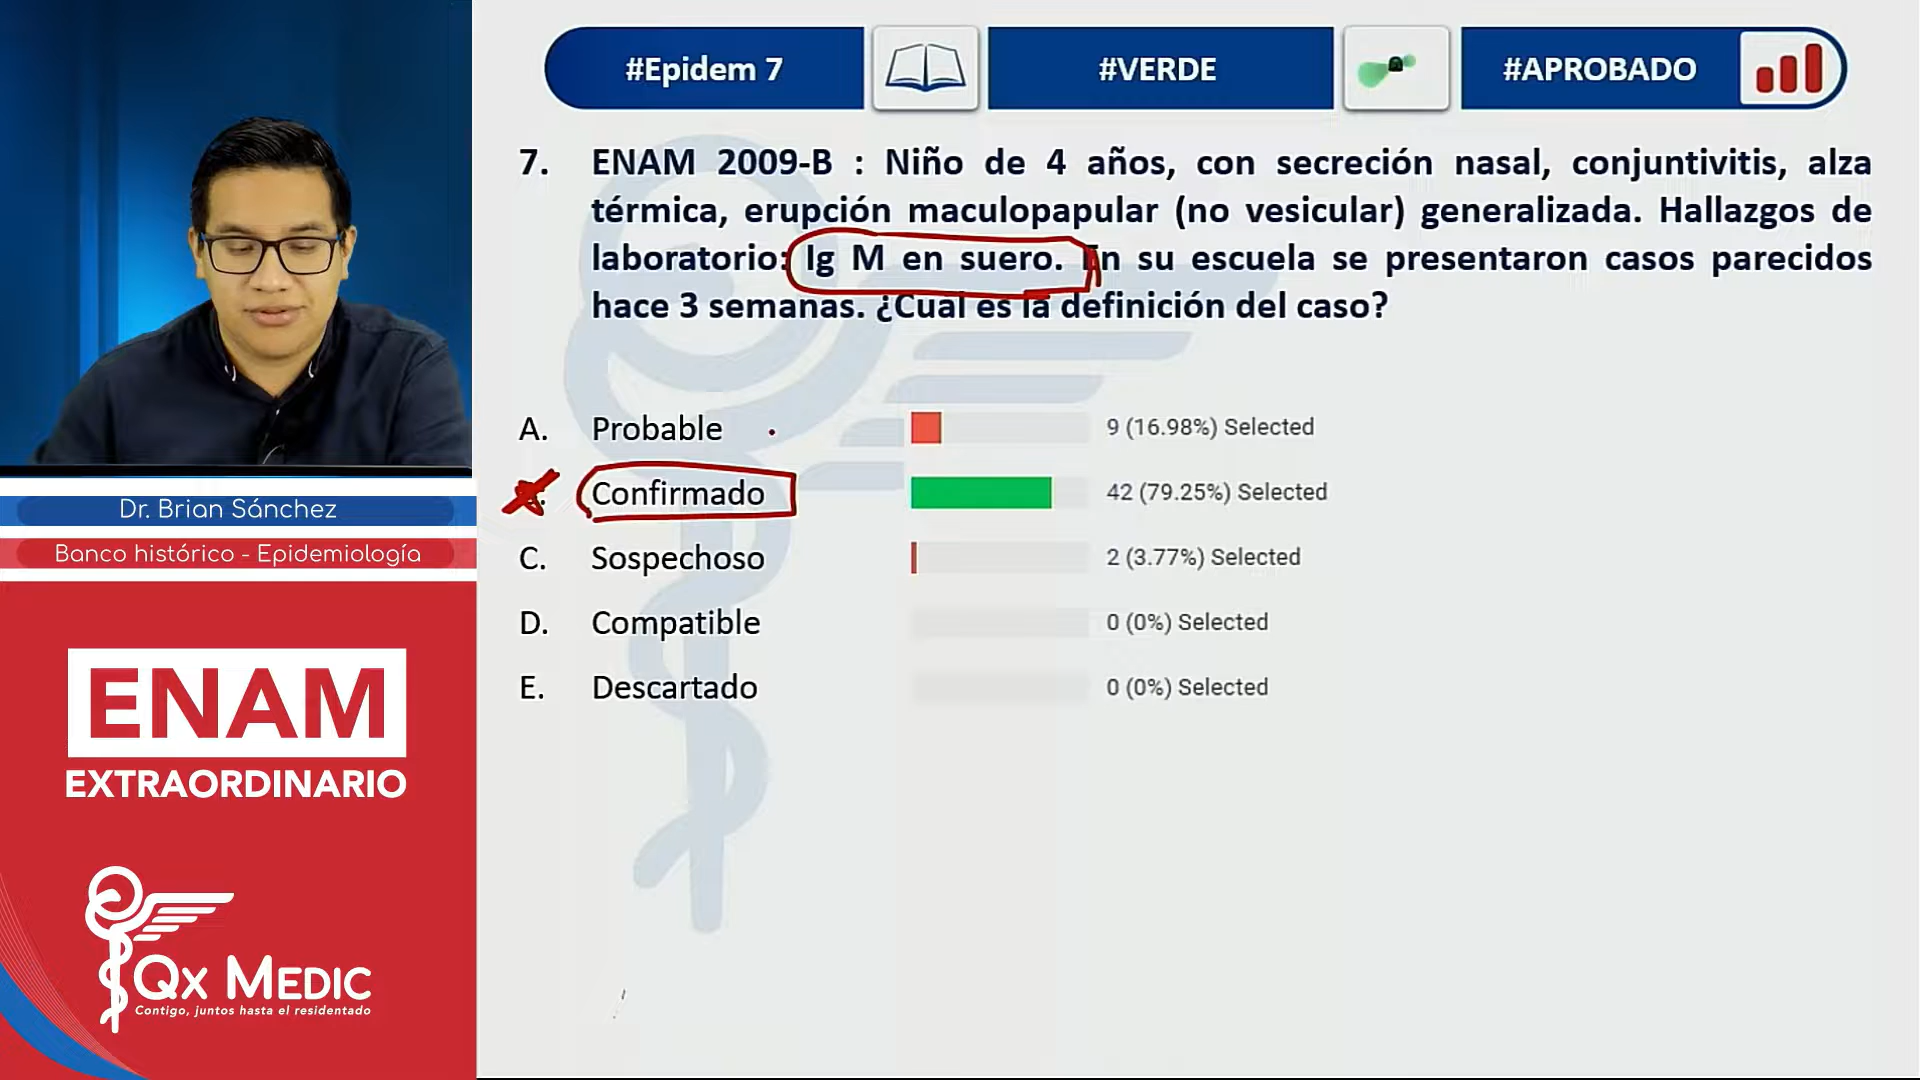 #Epidem 7
#VERDE
#APROBADO
7. ENAM 2009-B : Niño de 4 años, con secreción nasal, conjuntivitis, alza
térmica, erupción maculopapular (no vesicular) generalizada. Hallazgos de
laboratorio: Ig M en suero. En su escuela se presentaron casos parecidos
hace 3 semanas. ¿Cual es la definición del caso?
A. Probable 9 (16.98%) Selected
Confirmado 42 (79.25%) Selected
C. Sospechoso 2 (3.77%) Selected
D. Compatible 0 (0%) Selected
E. Descartado 0 (0%) Selected
Dr. Brian Sánchez
Banco histórico - Epidemiología
ENAM
EXTRAORDINARIO
QX MEDIC
Contigo, juntos hasta el residentado